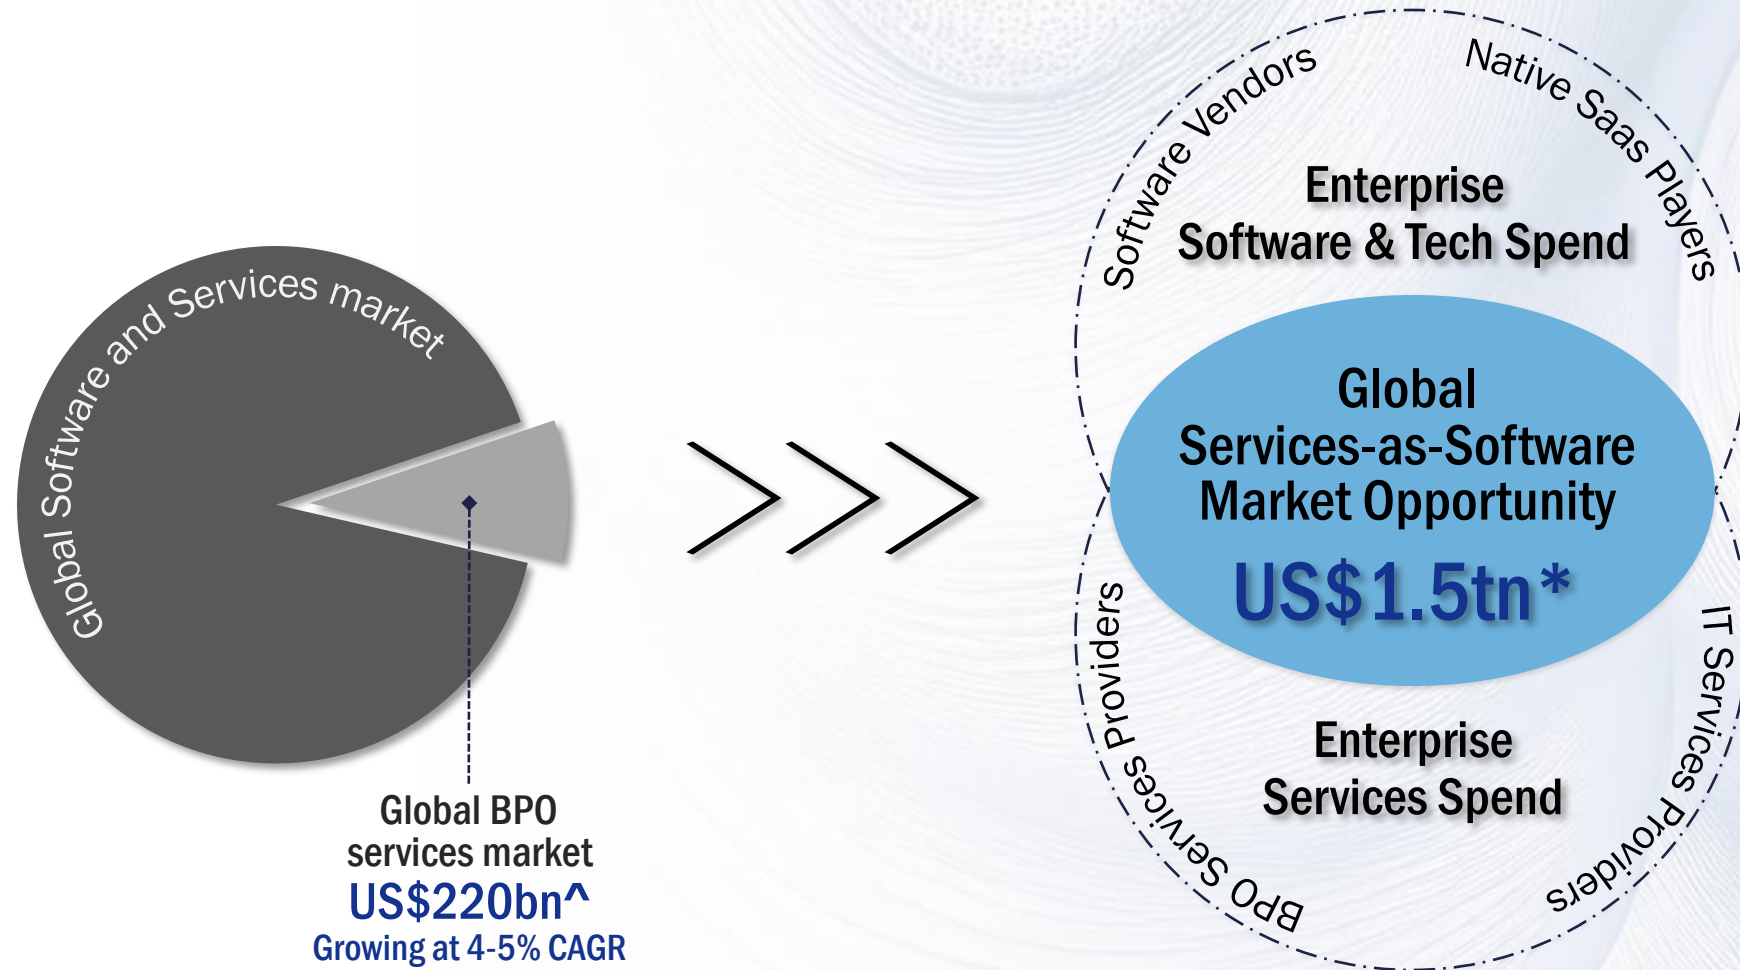 Global Software and Services market
Global BPO
services market
US$220bn^
Growing at 4-5% CAGR
Software Vendors
Native Saas Players
Enterprise
Software & Tech Spend
Global
Services-as-Software
Market Opportunity
US$1.5tn*
Enterprise
Services Spend
BPO Services Providers
IT Services Providers